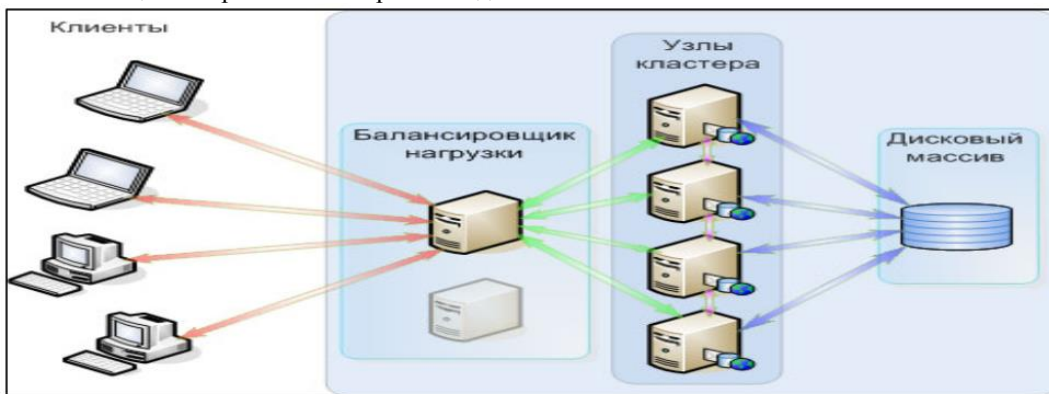 Клиенты
Узлы
кластера
Балансировщик
нагрузки
Дисковый
массив